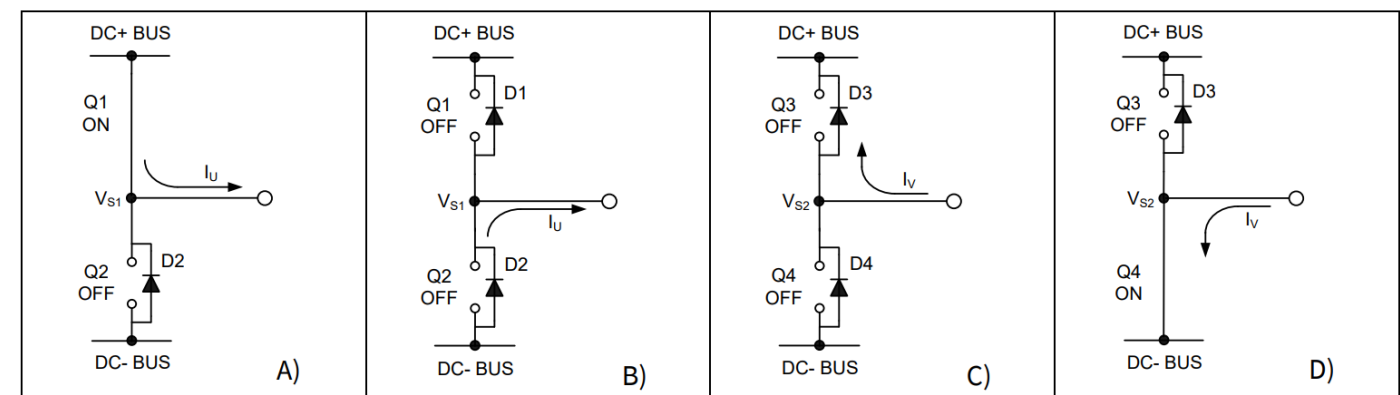 DC+ BUS
Q1
ON
I_U
V_S1
Q2
OFF
D2
DC- BUS
A)
DC+ BUS
Q1
OFF
D1
V_S1
I_U
Q2
OFF
D2
DC- BUS
B)
DC+ BUS
Q3
OFF
D3
I_V
V_S2
Q4
OFF
D4
DC- BUS
C)
DC+ BUS
Q3
OFF
D3
V_S2
I_V
Q4
ON
DC- BUS
D)